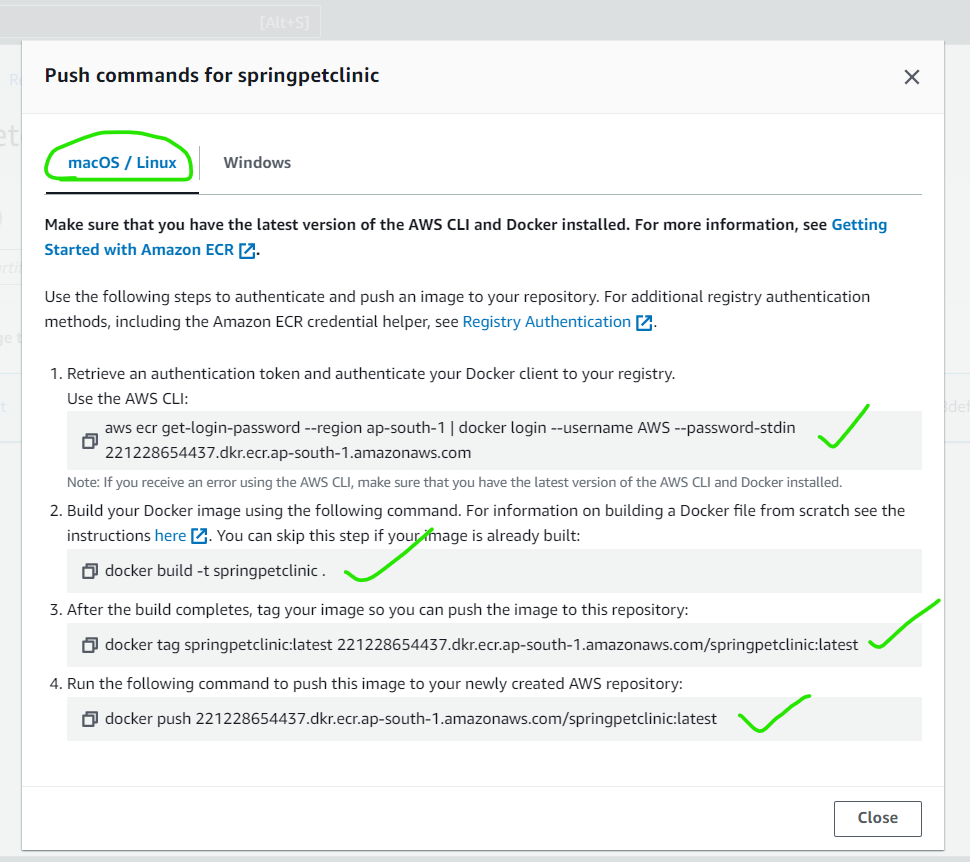 [Alt+S]
Push commands for springpetclinic
macOS / Linux
Windows
Make sure that you have the latest version of the AWS CLI and Docker installed. For more information, see Getting
Started with Amazon ECR.
Use the following steps to authenticate and push an image to your repository. For additional registry authentication
methods, including the Amazon ECR credential helper, see Registry Authentication.
1. Retrieve an authentication token and authenticate your Docker client to your registry.
Use the AWS CLI:
aws ecr get-login-password --region ap-south-1 | docker login --username AWS --password-stdin
221228654437.dkr.ecr.ap-south-1.amazonaws.com
Note: If you receive an error using the AWS CLI, make sure that you have the latest version of the AWS CLI and Docker installed.
2. Build your Docker image using the following command. For information on building a Docker file from scratch see the
instructions here. You can skip this step if your image is already built:
docker build -t springpetclinic .
3. After the build completes, tag your image so you can push the image to this repository:
docker tag springpetclinic:latest 221228654437.dkr.ecr.ap-south-1.amazonaws.com/springpetclinic:latest
4. Run the following command to push this image to your newly created AWS repository:
docker push 221228654437.dkr.ecr.ap-south-1.amazonaws.com/springpetclinic:latest
Close